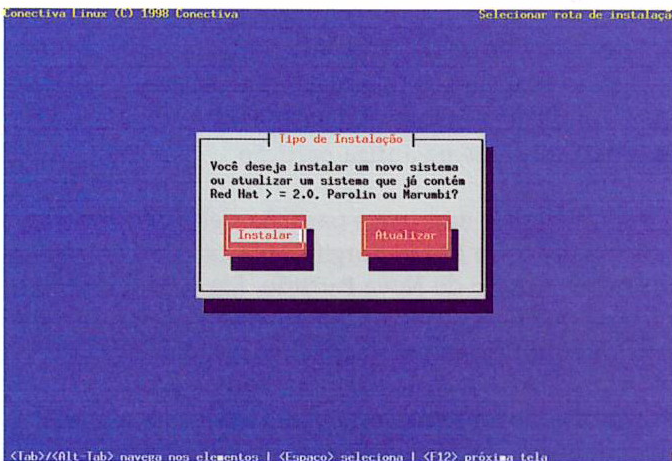 Conectiva Linux (C) 1998 Conectiva
Selecionar rota de instalaçã
Tipo de Instalação
Você deseja instalar um novo sistema
ou atualizar um sistema que já contém
Red Hat > = 2.0, Parolin ou Marumbi?
Instalar
Atualizar
<Tab>/<Alt-Tab> navega nos elementos | <Espaco> seleciona | <F12> próxima tela